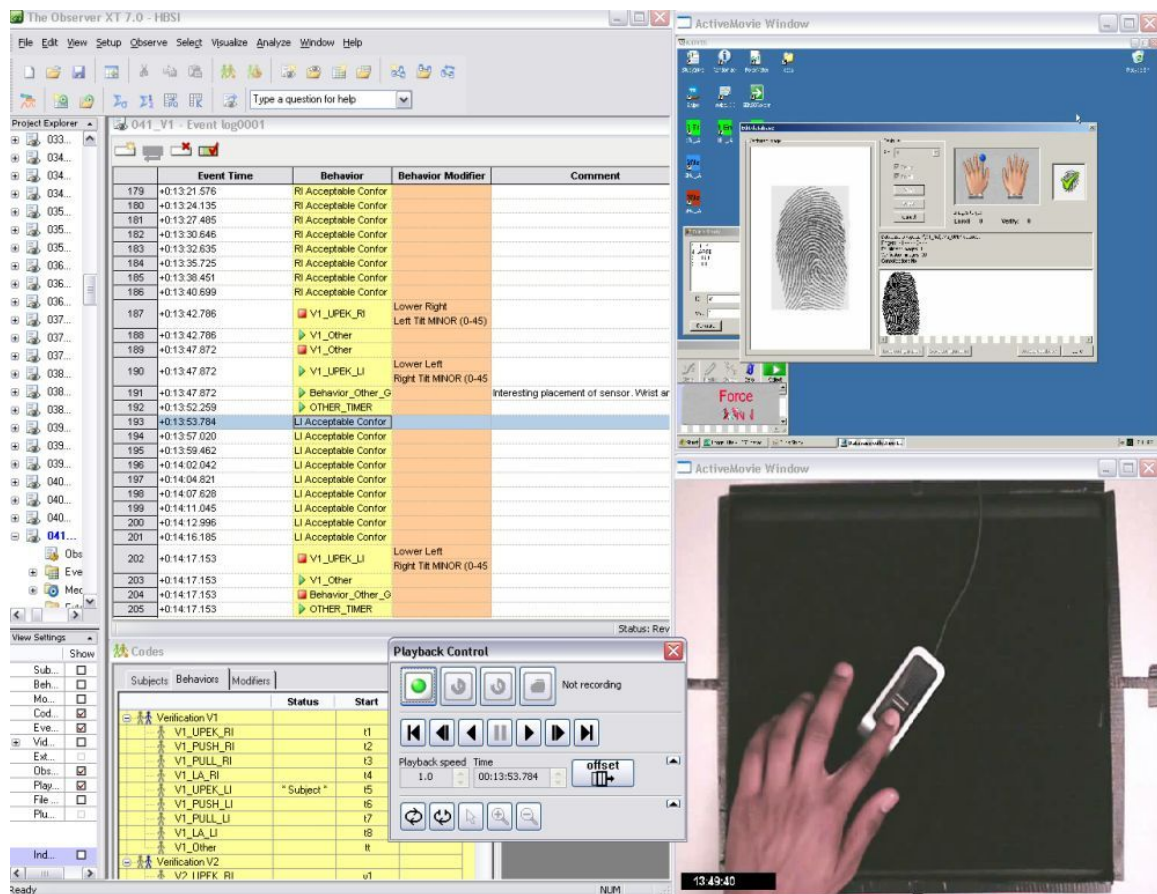 The Observer XT 7.0 - HBSI
File Edit View Setup Observe Select Visualize Analyze Window Help
Type a question for help
Project Explorer
033...
034...
034...
034...
035...
035...
035...
036...
036...
036...
037...
037...
037...
038...
038...
038...
039...
039...
039...
040...
040...
040...
041...
Obs
Eve
Med
View Settings
Show
Sub...
Beh...
Mo...
Cod...
Eve...
Vid...
Ext...
Obs...
Play...
File ...
Plu...
Ind...
Ready
041_V1 - Event log0001
Event Time Behavior Behavior Modifier Comment
179 +0:13:21.576 RI Acceptable Confor
180 +0:13:24.135 RI Acceptable Confor
181 +0:13:27.485 RI Acceptable Confor
182 +0:13:30.646 RI Acceptable Confor
183 +0:13:32.635 RI Acceptable Confor
184 +0:13:35.725 RI Acceptable Confor
185 +0:13:38.451 RI Acceptable Confor
186 +0:13:40.699 RI Acceptable Confor
187 +0:13:42.786 V1_UPEK_RI Lower Right
Left Tilt MINOR (0-45)
188 +0:13:42.786 V1_Other
189 +0:13:47.872 V1_Other
190 +0:13:47.872 V1_UPEK_LI Lower Left
Right Tilt MINOR (0-45
191 +0:13:47.872 Behavior_Other_G Interesting placement of sensor. Wrist ar
192 +0:13:52.259 OTHER_TIMER
193 +0:13:53.784 LI Acceptable Confor
194 +0:13:57.020 LI Acceptable Confor
195 +0:13:59.462 LI Acceptable Confor
196 +0:14:02.042 LI Acceptable Confor
197 +0:14:04.821 LI Acceptable Confor
198 +0:14:07.628 LI Acceptable Confor
199 +0:14:11.045 LI Acceptable Confor
200 +0:14:12.996 LI Acceptable Confor
201 +0:14:16.185 LI Acceptable Confor
202 +0:14:17.153 V1_UPEK_LI Lower Left
Right Tilt MINOR (0-45
203 +0:14:17.153 V1_Other
204 +0:14:17.153 Behavior_Other_G
205 +0:14:17.153 OTHER_TIMER
Status: Rev
Codes
Subjects Behaviors Modifiers
Status Start
Verification V1
V1_UPEK_RI t1
V1_PUSH_RI t2
V1_PULL_RI t3
V1_LA_RI t4
V1_UPEK_LI " Subject " t5
V1_PUSH_LI t6
V1_PULL_LI t7
V1_LA_LI t8
V1_Other tt
Verification V2
V2_UPEK_RI u1
NUM
Playback Control
Not recording
Playback speed Time
1.0 00:13:53.784 offset
ActiveMovie Window
Edit database
Force
ActiveMovie Window
13:49:40